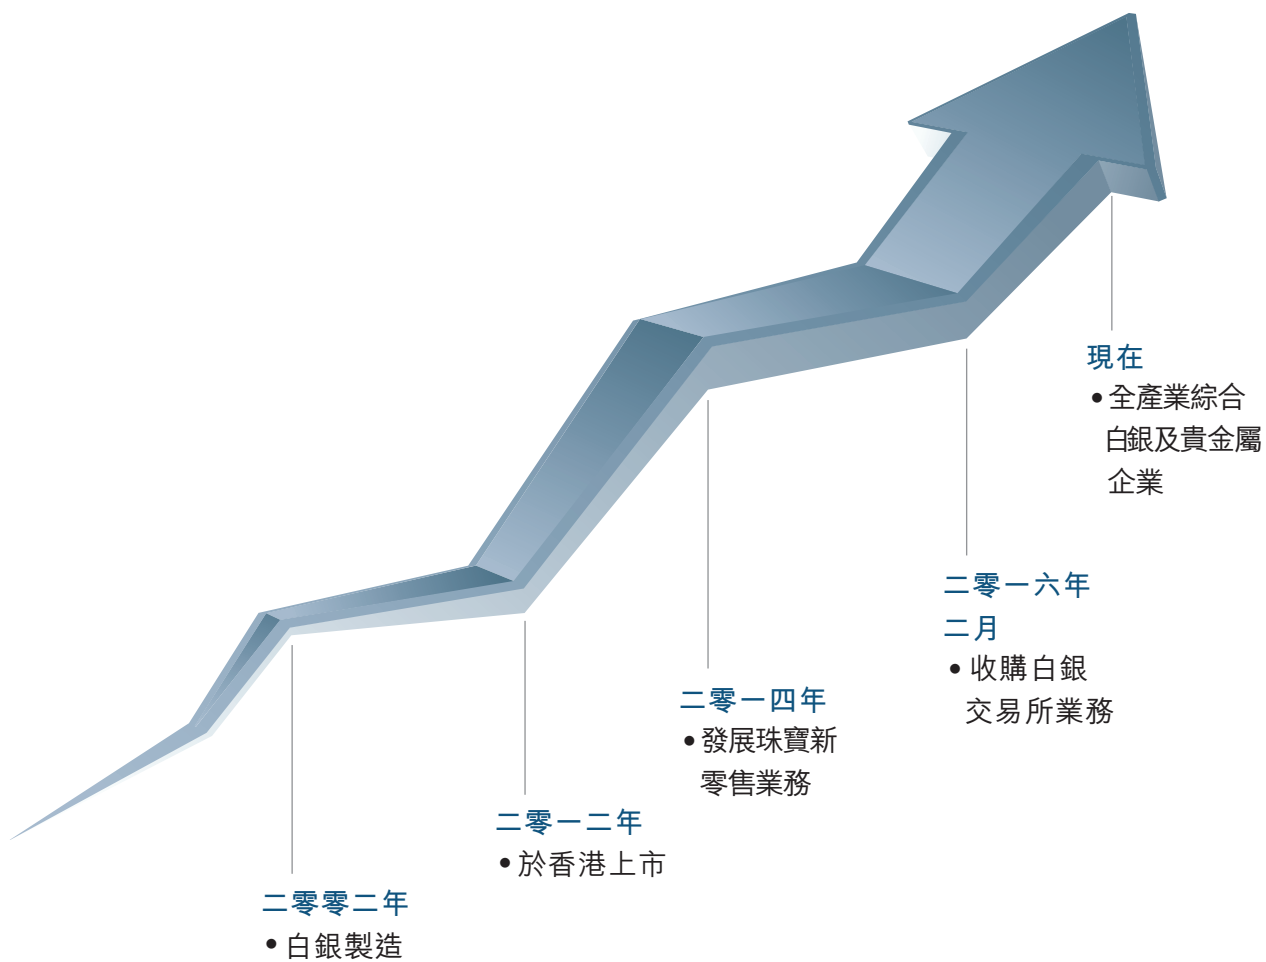 二零零二年
• 白銀製造
二零一二年
• 於香港上市
二零一四年
• 發展珠寶新
零售業務
二零一六年
二月
• 收購白銀
交易所業務
現在
• 全產業綜合
白銀及貴金屬
企業